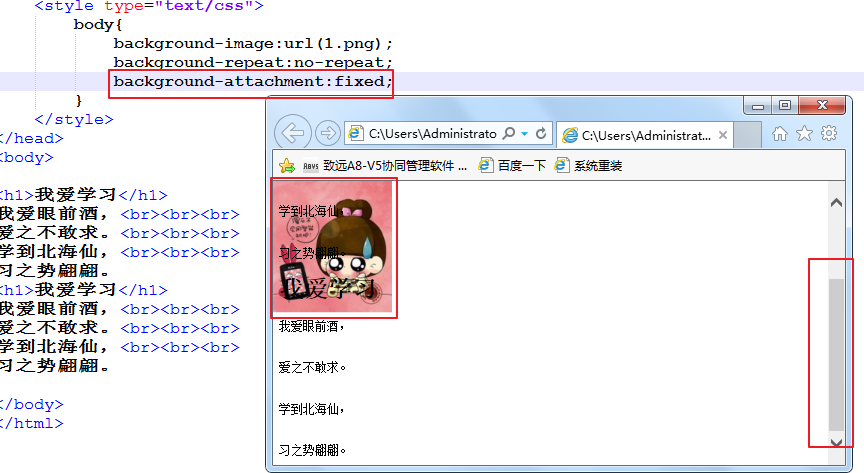 <style type="text/css">
body{
background-image:url(1.png);
background-repeat:no-repeat;
background-attachment:fixed;
}
</style>
</head>
<body>
<h1>我爱学习</h1>
我爱眼前酒，<br><br><br>
爱之不敢求。<br><br><br>
学到北海仙，<br><br><br>
习之势翩翩。
<h1>我爱学习</h1>
我爱眼前酒，<br><br><br>
爱之不敢求。<br><br><br>
学到北海仙，<br><br><br>
习之势翩翩。
</body>
</html>
C:\Users\Administrato
C:\Users\Administrat...
致远A8-V5协同管理软件 ...
百度一下
系统重装
学到北海仙，
习之势翩翩。
我爱学习
我爱眼前酒，
爱之不敢求。
学到北海仙，
习之势翩翩。